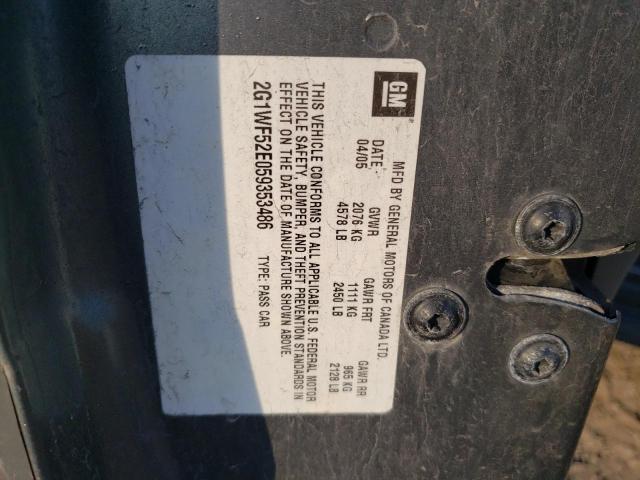 GM
MFD BY GENERAL MOTORS OF CANADA LTD.
DATE GVWR GAWR FRT GAWR RR
04/05 2076 KG 1111 KG 965 KG
4578 LB 2450 LB 2128 LB
THIS VEHICLE CONFORMS TO ALL APPLICABLE U.S. FEDERAL MOTOR
VEHICLE SAFETY, BUMPER, AND THEFT PREVENTION STANDARDS IN
EFFECT ON THE DATE OF MANUFACTURE SHOWN ABOVE.
2G1WF52E059353486 TYPE: PASS CAR